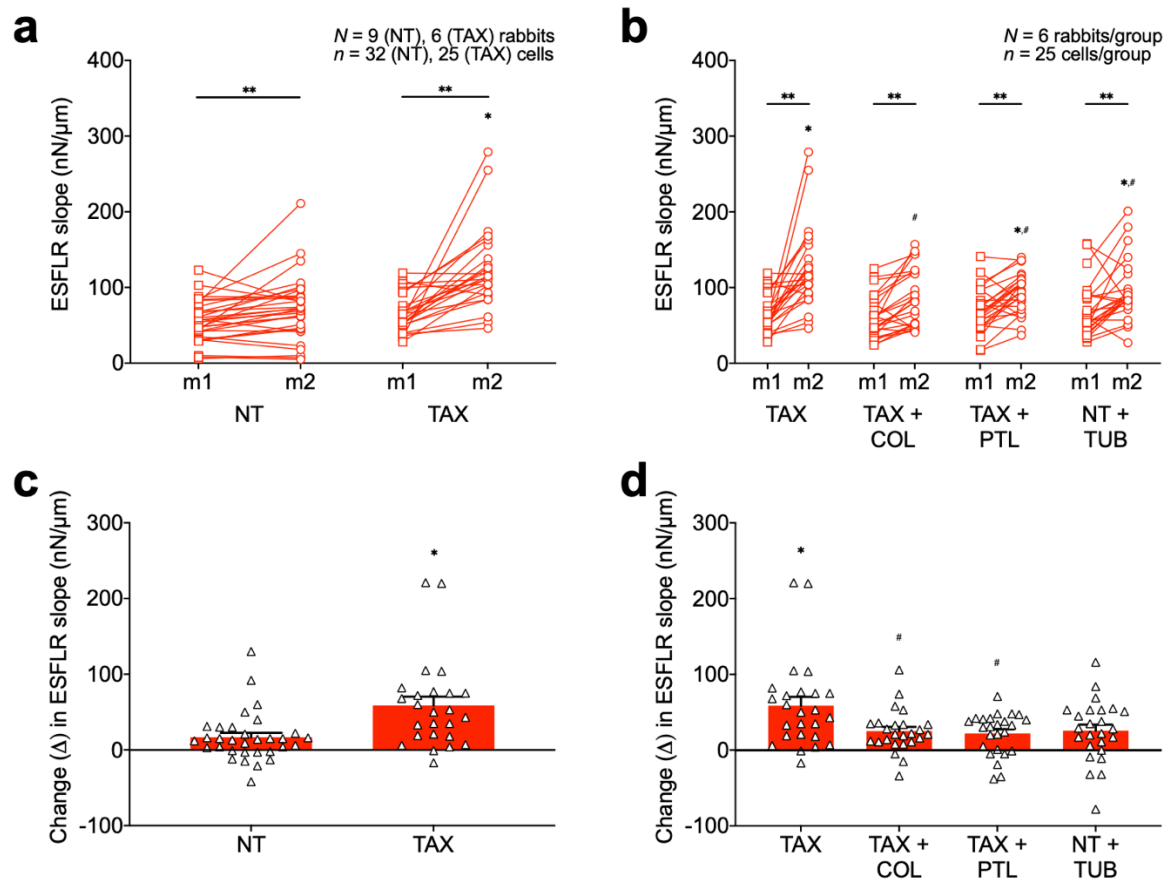 a
N = 9 (NT), 6 (TAX) rabbits
n = 32 (NT), 25 (TAX) cells
ESFLR slope (nN/µm)
400
300
200
100
0
**
**
*
m1 m2 m1 m2
NT TAX
b
N = 6 rabbits/group
n = 25 cells/group
ESFLR slope (nN/µm)
400
300
200
100
0
** ** ** **
*
#
*,#
*,#
m1 m2 m1 m2 m1 m2 m1 m2
TAX TAX + TAX + NT +
COL PTL TUB
c
Change (Δ) in ESFLR slope (nN/µm)
300
200
100
0
-100
*
NT TAX
d
Change (Δ) in ESFLR slope (nN/µm)
300
200
100
0
-100
*
#
#
TAX TAX + TAX + NT +
COL PTL TUB